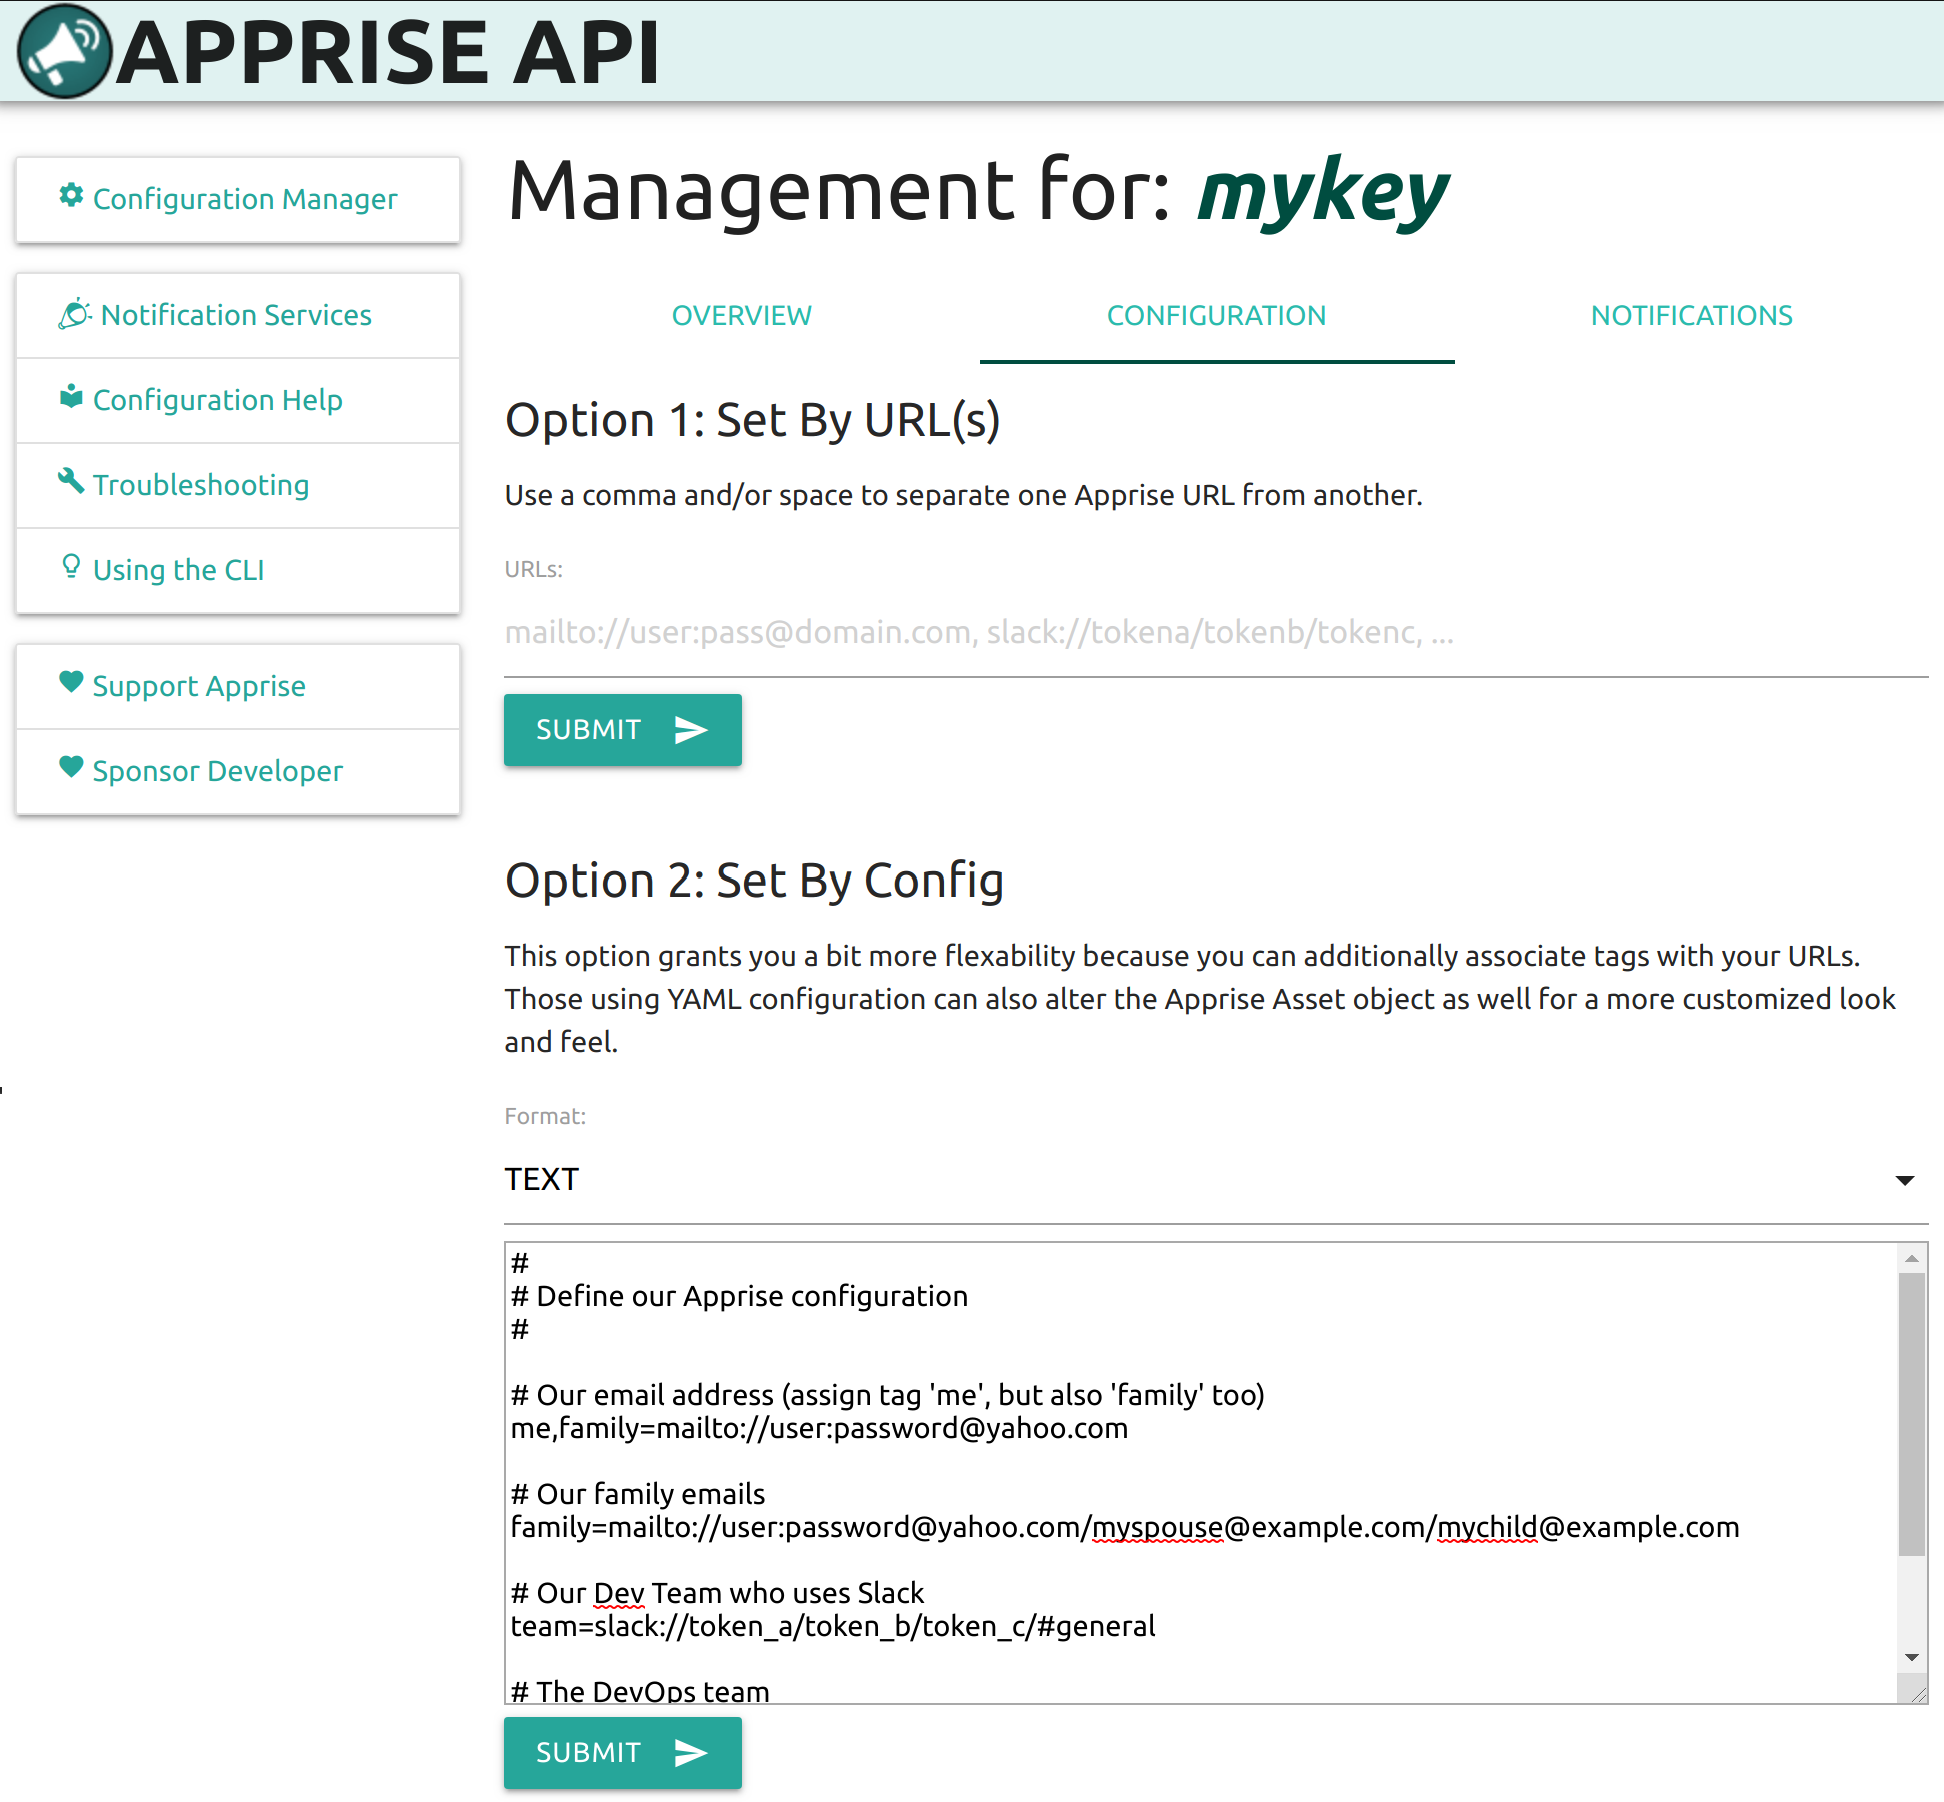 APPRISE API
Configuration Manager
Notification Services
Configuration Help
Troubleshooting
Using the CLI
Support Apprise
Sponsor Developer
Management for: mykey
OVERVIEW
CONFIGURATION
NOTIFICATIONS
Option 1: Set By URL(s)
Use a comma and/or space to separate one Apprise URL from another.
URLs:
mailto://user:pass@domain.com, slack://tokena/tokenb/tokenc, ...
SUBMIT
Option 2: Set By Config
This option grants you a bit more flexability because you can additionally associate tags with your URLs.
Those using YAML configuration can also alter the Apprise Asset object as well for a more customized look
and feel.
Format:
TEXT
#
# Define our Apprise configuration
#
# Our email address (assign tag 'me', but also 'family' too)
me,family=mailto://user:password@yahoo.com
# Our family emails
family=mailto://user:password@yahoo.com/myspouse@example.com/mychild@example.com
# Our Dev Team who uses Slack
team=slack://token_a/token_b/token_c/#general
# The DevOps team
SUBMIT